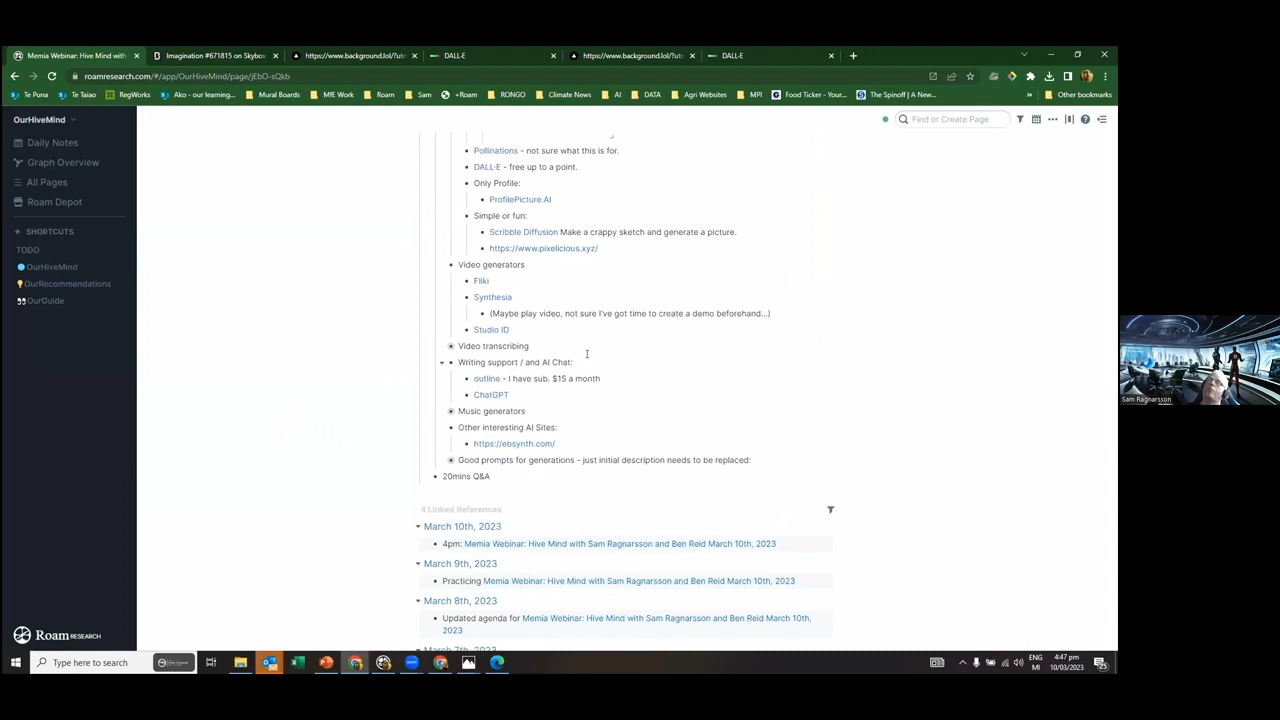 Memia Webinar: Hive Mind with
Imagination #671815 on Skybo
https://www.background.lol/?ut
DALL-E
https://www.background.lol/?ut
DALL-E
roamresearch.com/#/app/OurHiveMind/page/jEbO-sQkb
Te Puna
Te Taiao
RegWorks
Ako - our learning...
Mural Boards
MfE Work
Roam
Sam
+Roam
RONGO
Climate News
AI
DATA
Agri Websites
MPI
Food Ticker - Your...
The Spinoff | A New...
Other bookmarks
OurHiveMind
Find or Create Page
Daily Notes
Graph Overview
All Pages
Roam Depot
SHORTCUTS
TODO
OurHIveMind
OurRecommendations
OurGuide
Pollinations - not sure what this is for.
DALL·E - free up to a point.
Only Profile:
ProfilePicture.AI
Simple or fun:
Scribble Diffusion Make a crappy sketch and generate a picture.
https://www.pixelicious.xyz/
Video generators
Fliki
Synthesia
(Maybe play video, not sure I've got time to create a demo beforehand...)
Studio ID
Video transcribing
Writing support / and AI Chat:
outline - I have sub. $15 a month
ChatGPT
Music generators
Other interesting AI Sites:
https://ebsynth.com/
Good prompts for generations - just initial description needs to be replaced:
20mins Q&A
4 Linked References
March 10th, 2023
4pm: Memia Webinar: Hive Mind with Sam Ragnarsson and Ben Reid March 10th, 2023
March 9th, 2023
Practicing Memia Webinar: Hive Mind with Sam Ragnarsson and Ben Reid March 10th, 2023
March 8th, 2023
Updated agenda for Memia Webinar: Hive Mind with Sam Ragnarsson and Ben Reid March 10th,
2023
Roam RESEARCH
Sam Ragnarsson
Type here to search
ENG
MI
4:47 pm
10/03/2023
25